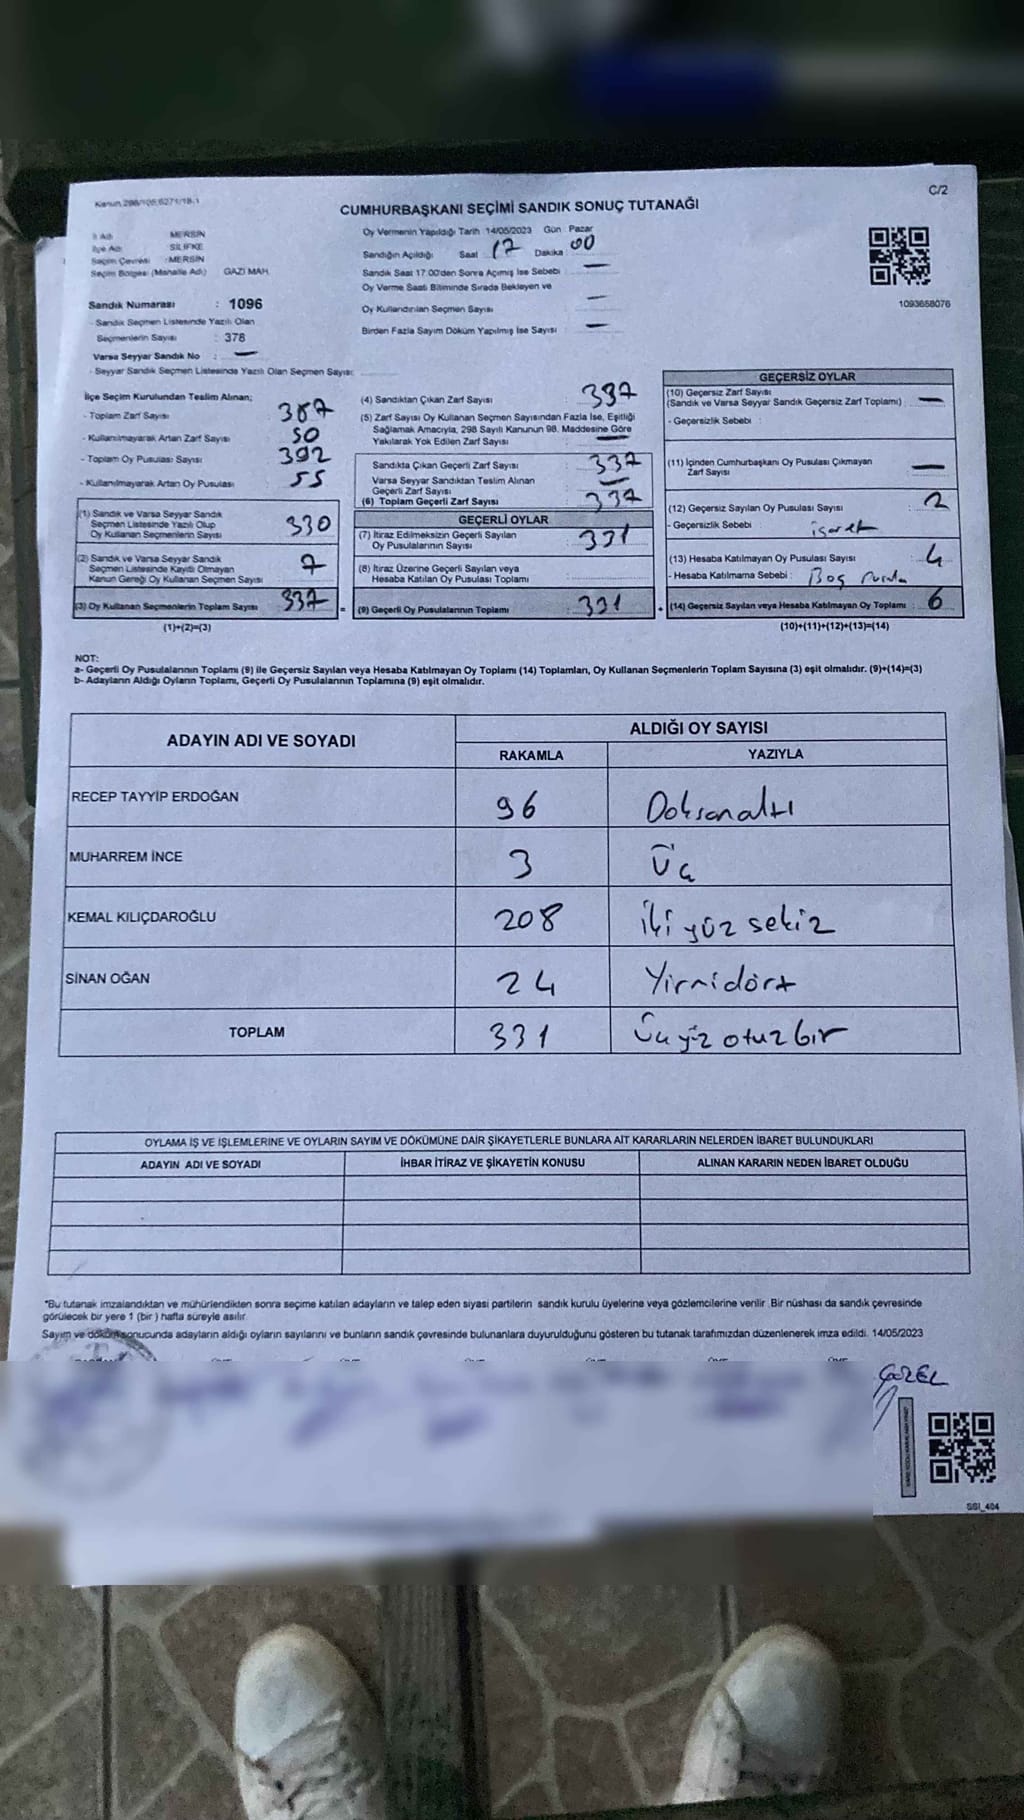 Kanun 298/105,6271/18-1
C/2
CUMHURBAŞKANI SEÇİMİ SANDIK SONUÇ TUTANAĞI
İl Adı MERSİN
İlçe Adı SİLİFKE
Seçim Çevresi : MERSİN
Seçim Bölgesi (Mahalle Adı) GAZİ MAH.
Sandık Numarası : 1096
- Sandık Seçmen Listesinde Yazılı Olan
Seçmenlerin Sayısı : 378
Varsa Seyyar Sandık No : —
- Seyyar Sandık Seçmen Listesinde Yazılı Olan Seçmen Sayısı:
Oy Vermenin Yapıldığı Tarih 14/05/2023 Gün Pazar
Sandığın Açıldığı Saat 17 Dakika 00
Sandık Saat 17.00'den Sonra Açımış İse Sebebi —
Oy Verme Saati Bitiminde Sırada Bekleyen ve
Oy Kullandırılan Seçmen Sayısı —
Birden Fazla Sayım Döküm Yapılmış İse Sayısı —
1093658076
İlçe Seçim Kurulundan Teslim Alınan;
- Toplam Zarf Sayısı 387
- Kullanılmayarak Artan Zarf Sayısı 50
- Toplam Oy Pusulası Sayısı 392
- Kullanılmayarak Artan Oy Pusulası 55
(1) Sandık ve Varsa Seyyar Sandık
Seçmen Listesinde Yazılı Olup
Oy Kullanan Seçmenlerin Sayısı 330
(2) Sandık ve Varsa Seyyar Sandık
Seçmen Listesinde Kayıtlı Olmayan
Kanun Gereği Oy Kullanan Seçmen Sayısı 7
(3) Oy Kullanan Seçmenlerin Toplam Sayısı 337 =
(1)+(2)=(3)
(4) Sandıktan Çıkan Zarf Sayısı 337
(5) Zarf Sayısı Oy Kullanan Seçmen Sayısından Fazla İse, Eşitliği
Sağlamak Amacıyla, 298 Sayılı Kanunun 98. Maddesine Göre
Yakılarak Yok Edilen Zarf Sayısı —
Sandıkta Çıkan Geçerli Zarf Sayısı 337
Varsa Seyyar Sandıktan Teslim Alınan
Geçerli Zarf Sayısı —
(6) Toplam Geçerli Zarf Sayısı 337
GEÇERLİ OYLAR
(7) İtiraz Edilmeksizin Geçerli Sayılan
Oy Pusulalarının Sayısı 331
(8) İtiraz Üzerine Geçerli Sayılan veya
Hesaba Katılan Oy Pusulaları Toplamı
(9) Geçerli Oy Pusulalarının Toplamı 331 +
GEÇERSİZ OYLAR
(10) Geçersiz Zarf Sayısı
(Sandık ve Varsa Seyyar Sandık Geçersiz Zarf Toplamı) : —
- Geçersizlik Sebebi :
(11) İçinden Cumhurbaşkanı Oy Pusulası Çıkmayan
Zarf Sayısı —
(12) Geçersiz Sayılan Oy Pusulası Sayısı 2
- Geçersizlik Sebebi : işaret
(13) Hesaba Katılmayan Oy Pusulası Sayısı 4
- Hesaba Katılmama Sebebi : Boş
(14) Geçersiz Sayılan veya Hesaba Katılmayan Oy Toplamı : 6
(10)+(11)+(12)+(13)=(14)
NOT:
a- Geçerli Oy Pusulalarının Toplamı (9) ile Geçersiz Sayılan veya Hesaba Katılmayan Oy Toplamı (14) Toplamları, Oy Kullanan Seçmenlerin Toplam Sayısına (3) eşit olmalıdır. (9)+(14)=(3)
b- Adayların Aldığı Oyların Toplamı, Geçerli Oy Pusulalarının Toplamına (9) eşit olmalıdır.
ADAYIN ADI VE SOYADI
ALDIĞI OY SAYISI
RAKAMLA YAZIYLA
RECEP TAYYİP ERDOĞAN 96 Doksanaltı
MUHARREM İNCE 3 Üç
KEMAL KILIÇDAROĞLU 208 İki yüz sekiz
SİNAN OĞAN 24 Yirmidört
TOPLAM 331 Üçyüz otuz bir
OYLAMA İŞ VE İŞLEMLERİNE VE OYLARIN SAYIM VE DÖKÜMÜNE DAİR ŞİKAYETLERLE BUNLARA AİT KARARLARIN NELERDEN İBARET BULUNDUKLARI
ADAYIN ADI VE SOYADI İHBAR İTİRAZ VE ŞİKAYETİN KONUSU ALINAN KARARIN NEDEN İBARET OLDUĞU
*Bu tutanak imzalandıktan ve mühürlendikten sonra seçime katılan adayların ve talep eden siyasi partilerin sandık kurulu üyelerine veya gözlemcilerine verilir. Bir nüshası da sandık çevresinde
görülecek bir yere 1 (bir ) hafta süreyle asılır.
Sayım ve döküm sonucunda adayların aldığı oyların sayılarını ve bunların sandık çevresinde bulunanlara duyurulduğunu gösteren bu tutanak tarafımızdan düzenlenerek imza edildi. 14/05/2023
SSI_404